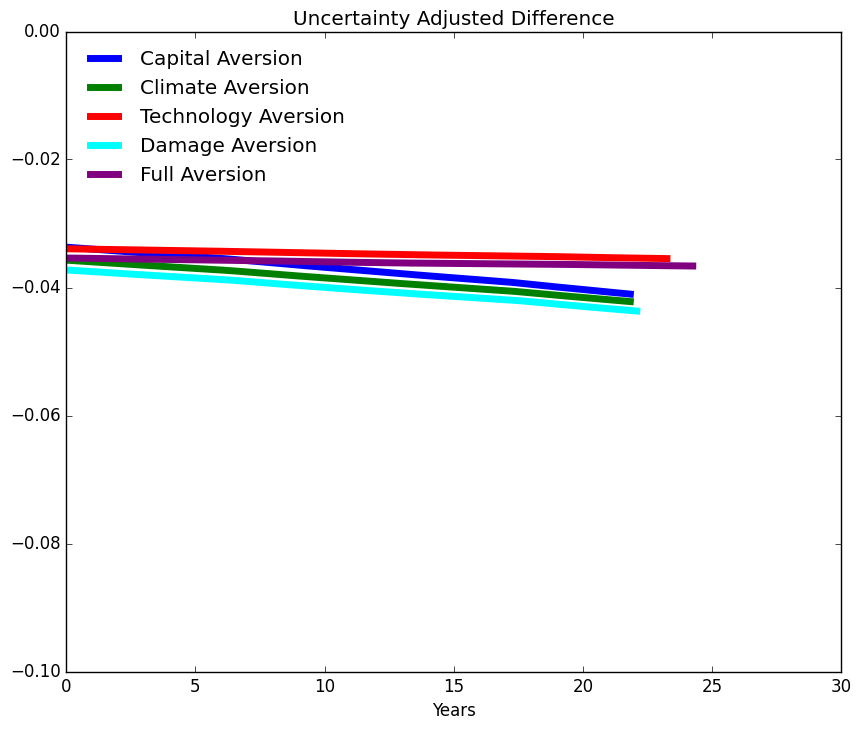 Uncertainty Adjusted Difference
0.00
Capital Aversion
Climate Aversion
Technology Aversion
Damage Aversion
Full Aversion
−0.02
−0.04
−0.06
−0.08
−0.10
0 5 10 15 20 25 30
Years